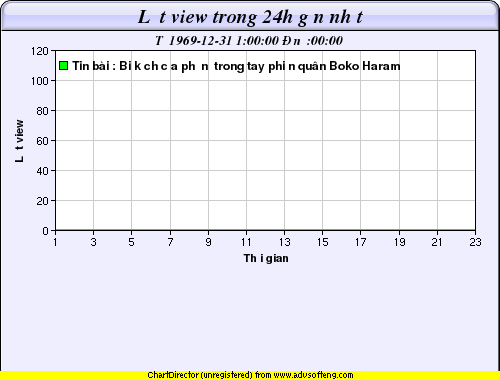 L t view trong 24h g n nh t
T 1969-12-31 1:00:00 Đ n :00:00
120
Tin bài : Bi k ch c a ph n trong tay phi n quân Boko Haram
100
80
L t view
60
40
20
0
1 3 5 7 9 11 13 15 17 19 21 23
Th i gian
ChartDirector (unregistered) from www.advsofteng.com